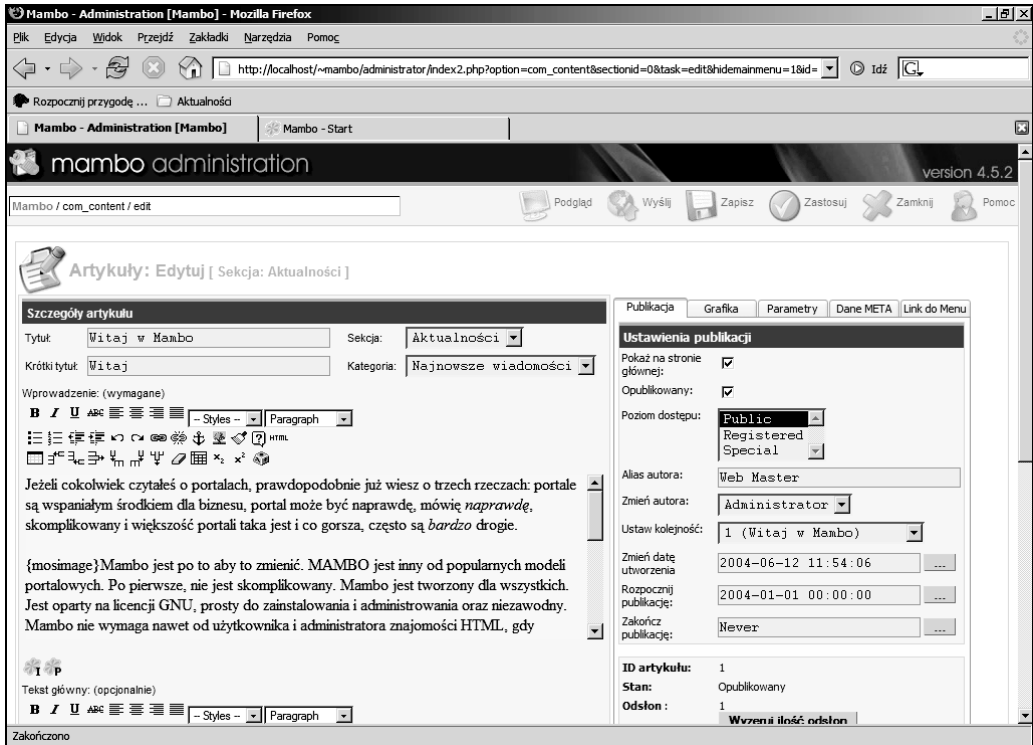 Mambo - Administration [Mambo] - Mozilla Firefox
Plik Edycja Widok Przejdź Zakładki Narzędzia Pomoc
http://localhost/~mambo/administrator/index2.php?option=com_content&sectionid=0&task=edit&hidemainmenu=1&id= Idź
Rozpocznij przygodę ... Aktualności
Mambo - Administration [Mambo] Mambo - Start
mambo administration
version 4.5.2
Mambo / com_content / edit Podgląd Wyślij Zapisz Zastosuj Zamknij Pomoc
Artykuły: Edytuj [ Sekcja: Aktualności ]
Szczegóły artykułu
Tytuł: Witaj w Mambo Sekcja: Aktualności
Krótki tytuł: Witaj Kategoria: Najnowsze wiadomości
Wprowadzenie: (wymagane)
B I U ABC -- Styles -- Paragraph
HTML
Jeżeli cokolwiek czytałeś o portalach, prawdopodobnie już wiesz o trzech rzeczach: portale
są wspaniałym środkiem dla biznesu, portal może być naprawdę, mówię naprawdę,
skomplikowany i większość portali taka jest i co gorsza, często są bardzo drogie.
{mosimage}Mambo jest po to aby to zmienić. MAMBO jest inny od popularnych modeli
portalowych. Po pierwsze, nie jest skomplikowany. Mambo jest tworzony dla wszystkich.
Jest oparty na licencji GNU, prosty do zainstalowania i administrowania oraz niezawodny.
Mambo nie wymaga nawet od użytkownika i administratora znajomości HTML, gdy
I P
Tekst główny: (opcjonalnie)
B I U ABC -- Styles -- Paragraph
Publikacja Grafika Parametry Dane META Link do Menu
Ustawienia publikacji
Pokaż na stronie
głównej:
Opublikowany:
Poziom dostępu: Public
Registered
Special
Alias autora: Web Master
Zmień autora: Administrator
Ustaw kolejność: 1 (Witaj w Mambo)
Zmień datę
utworzenia 2004-06-12 11:54:06 ...
Rozpocznij
publikację: 2004-01-01 00:00:00 ...
Zakończ
publikację: Never ...
ID artykułu: 1
Stan: Opublikowany
Odsłon : 1
Wyzeruj ilość odsłon
Zakończono